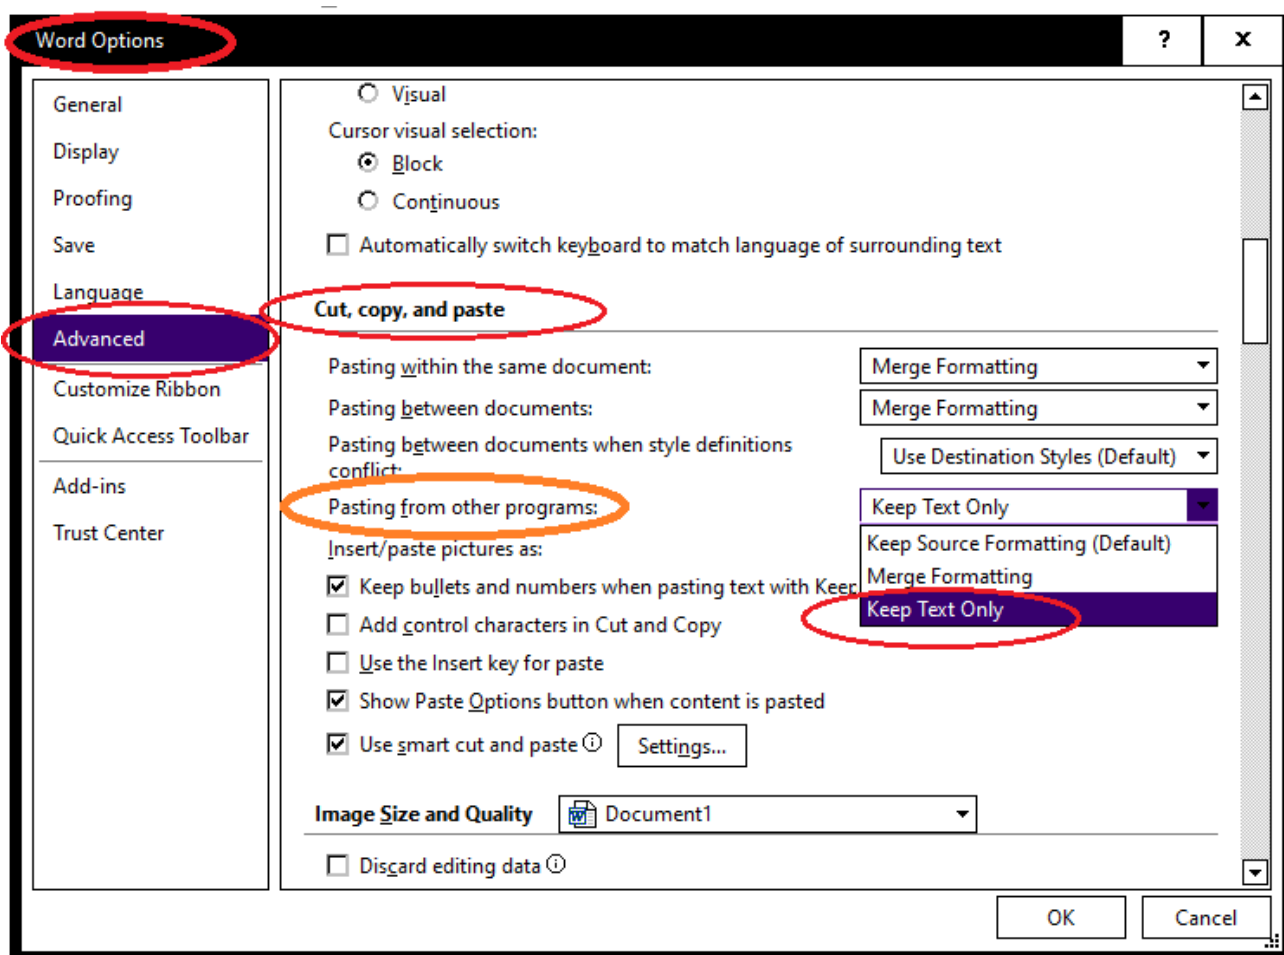 Word Options ? x
General
Display
Proofing
Save
Language
Advanced
Customize Ribbon
Quick Access Toolbar
Add-ins
Trust Center
Visual
Cursor visual selection:
Block
Continuous
Automatically switch keyboard to match language of surrounding text
Cut, copy, and paste
Pasting within the same document: Merge Formatting
Pasting between documents: Merge Formatting
Pasting between documents when style definitions
conflict: Use Destination Styles (Default)
Pasting from other programs: Keep Text Only
Keep Source Formatting (Default)
Merge Formatting
Keep Text Only
Insert/paste pictures as:
Keep bullets and numbers when pasting text with Keep
Add control characters in Cut and Copy
Use the Insert key for paste
Show Paste Options button when content is pasted
Use smart cut and paste Settings...
Image Size and Quality Document1
Discard editing data
OK Cancel